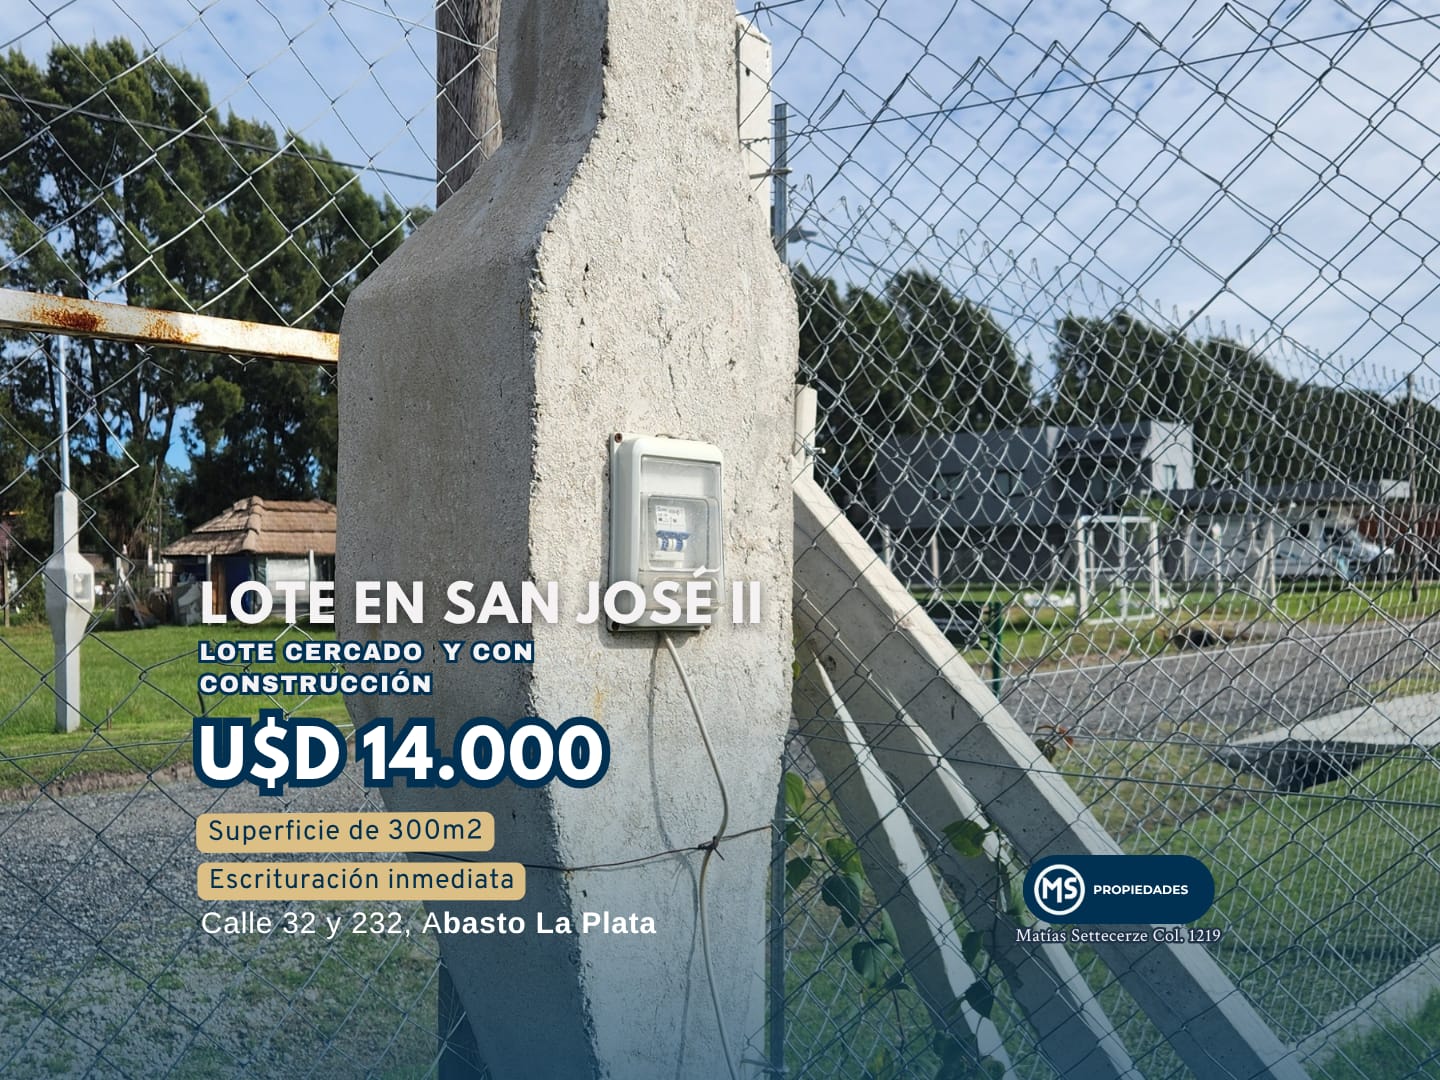 LOTE EN SAN JOSÉ II
LOTE CERCADO Y CON
CONSTRUCCIÓN
U$D 14.000
Superficie de 300m2
Escrituración inmediata
Calle 32 y 232, Abasto La Plata
MS PROPIEDADES
Matías Settecerze Col. 1219